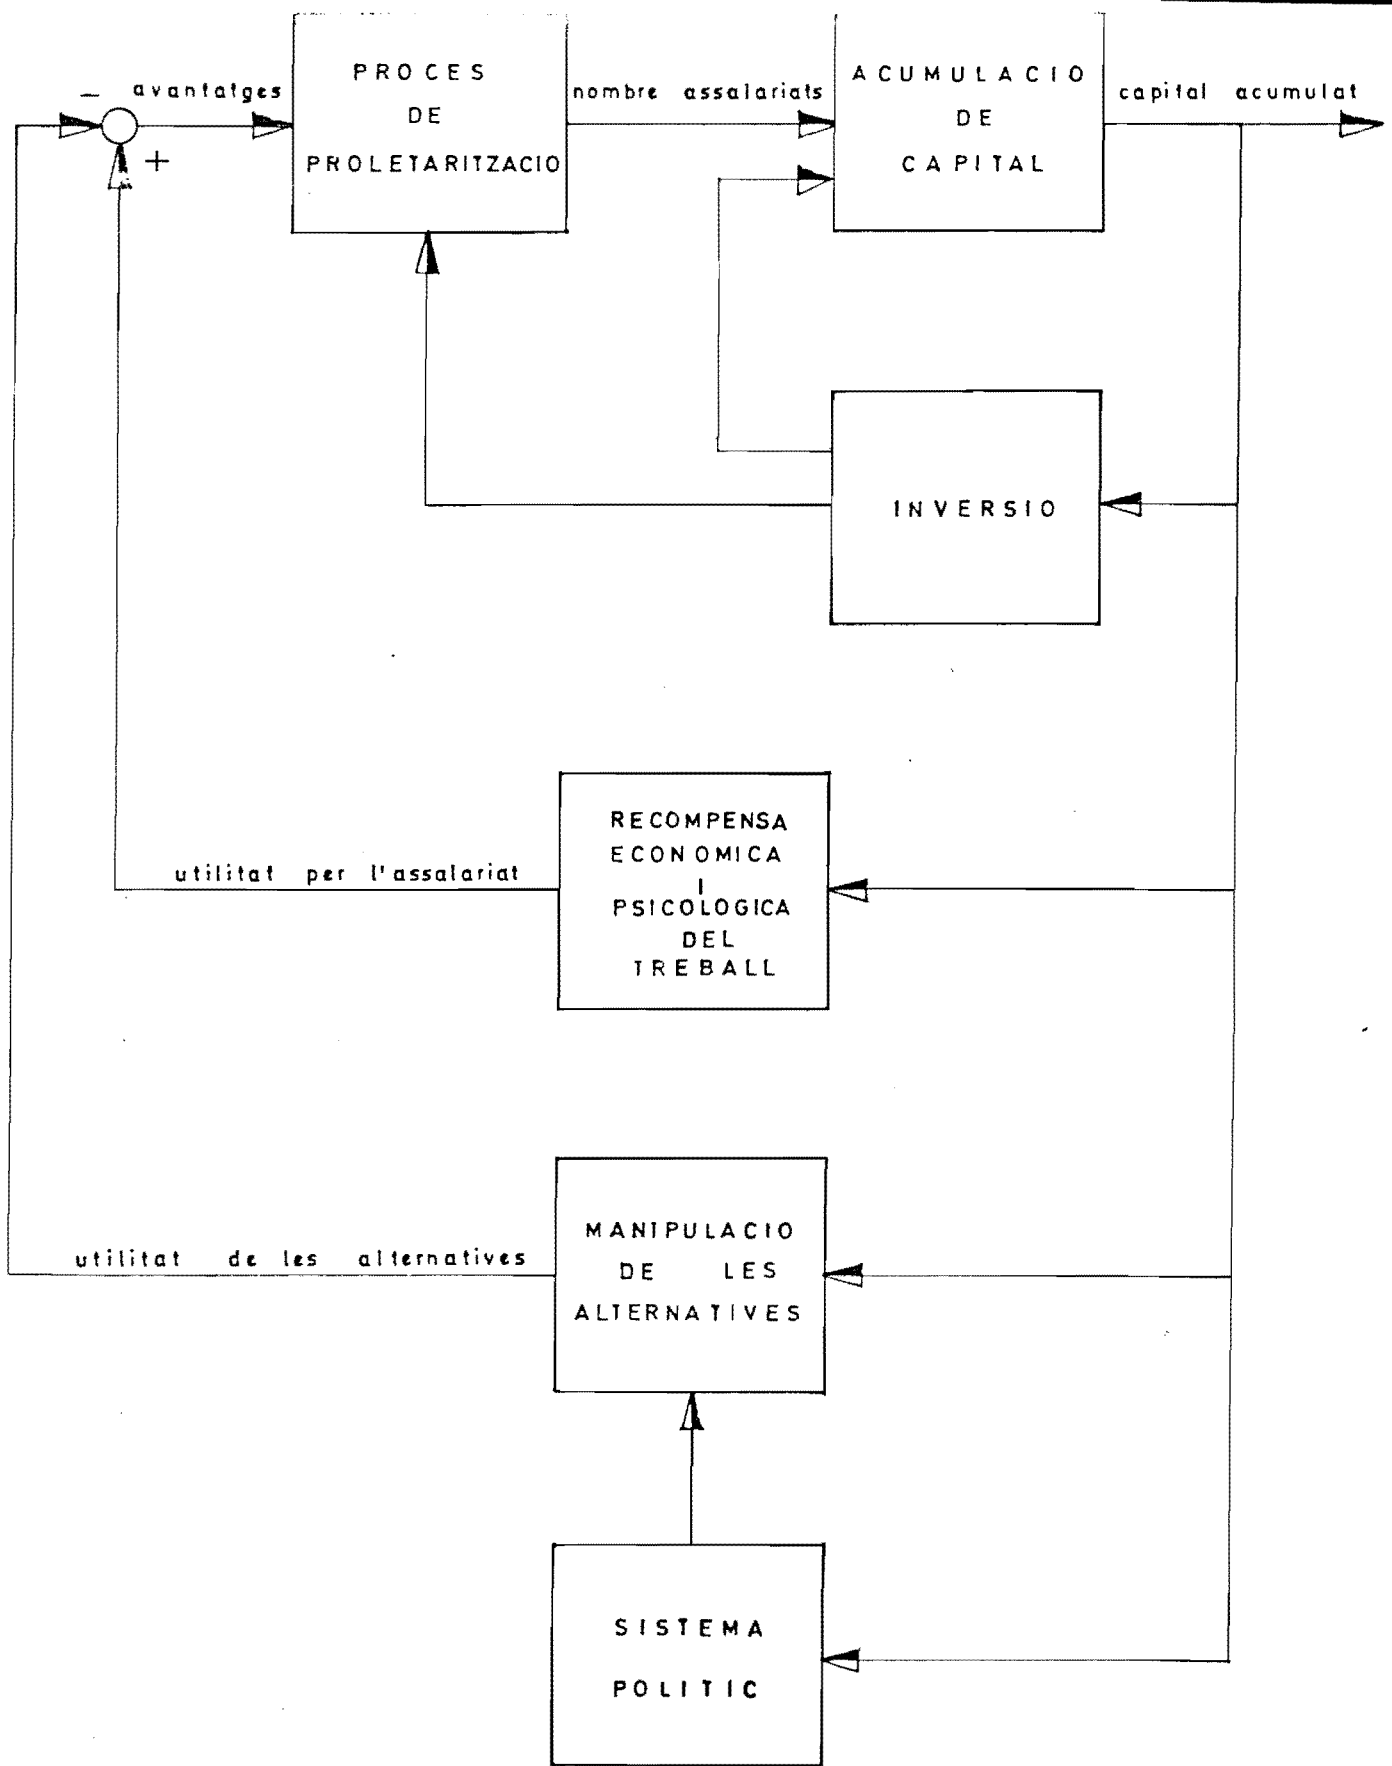 PROCES
DE
PROLETARITZACIO
ACUMULACIO
DE
CAPITAL
− avantatges
nombre assalariats
capital acumulat
+
INVERSIO
RECOMPENSA
ECONOMICA
I
PSICOLOGICA
DEL
TREBALL
utilitat per l'assalariat
MANIPULACIO
DE LES
ALTERNATIVES
utilitat de les alternatives
SISTEMA
POLITIC